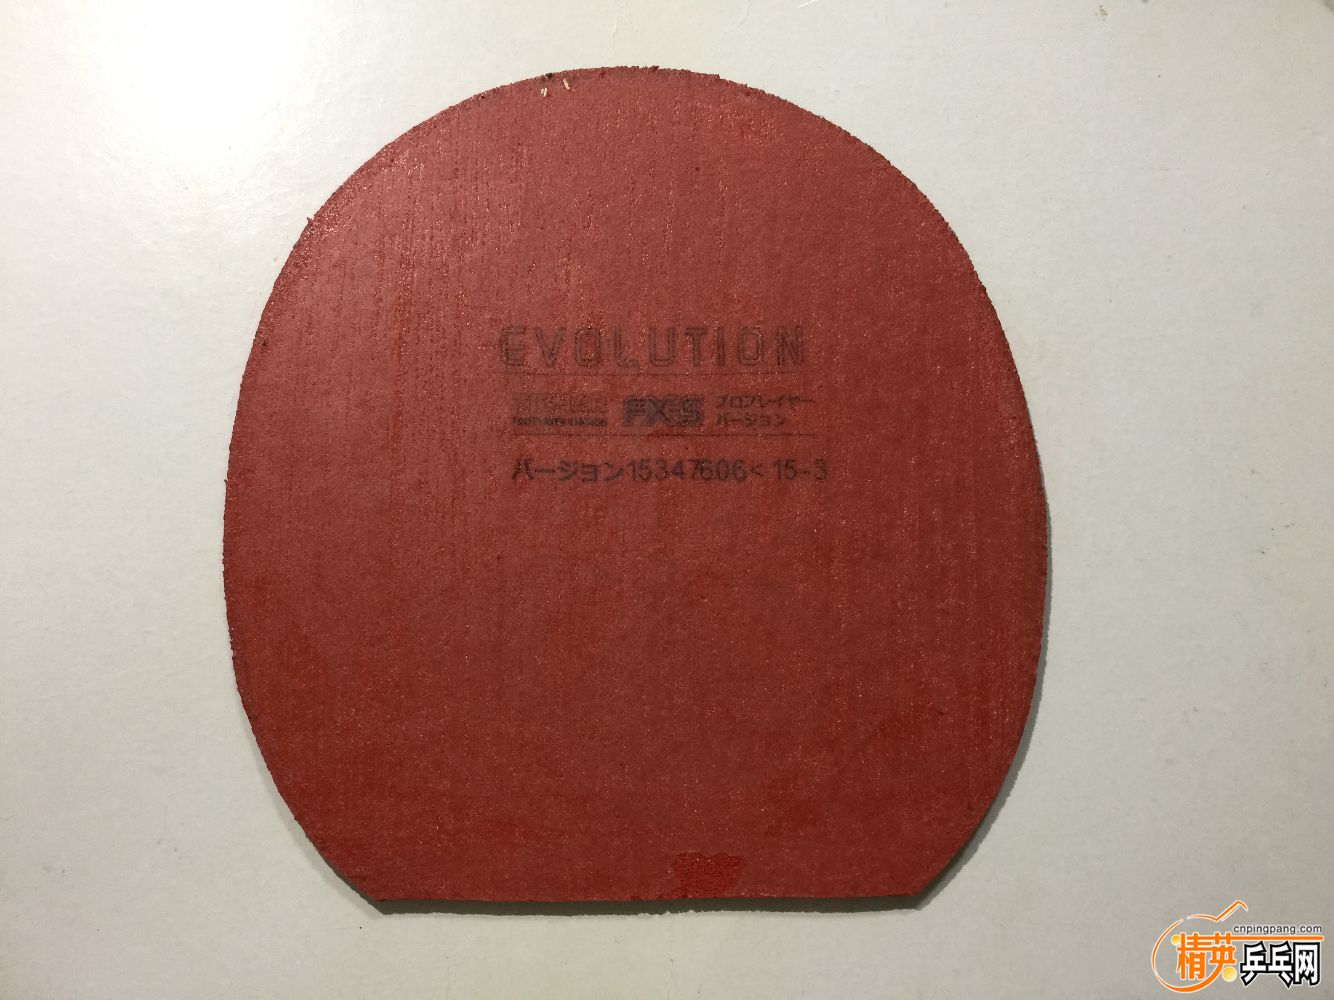 EVOLUTION
TIBHAR FX-S プロプレイヤー
バージョン
バージョン15347606< 15-3
cnpingpang.com
精英乒乓网